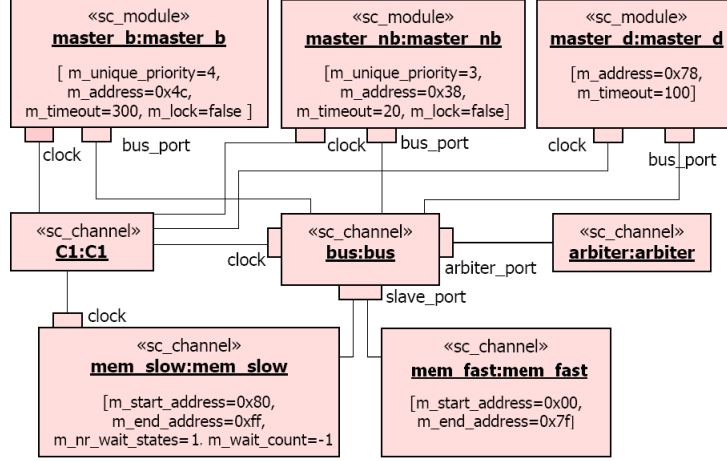 «sc_module»
master_b:master_b
[ m_unique_priority=4,
m_address=0x4c,
m_timeout=300, m_lock=false ]
«sc_module»
master_nb:master_nb
[m_unique_priority=3,
m_address=0x38,
m_timeout=20, m_lock=false]
«sc_module»
master_d:master_d
[m_address=0x78,
m_timeout=100]
clock
bus_port
clock
bus_port
clock
bus_port
«sc_channel»
C1:C1
«sc_channel»
bus:bus
«sc_channel»
arbiter:arbiter
clock
arbiter_port
slave_port
clock
«sc_channel»
mem_slow:mem_slow
[m_start_address=0x80,
m_end_address=0xff,
m_nr_wait_states=1, m_wait_count=-1
«sc_channel»
mem_fast:mem_fast
[m_start_address=0x00,
m_end_address=0x7f]